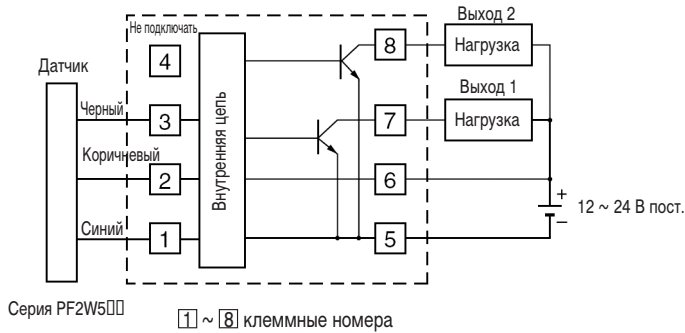 Не подключать
Выход 2
4
8
Нагрузка
Датчик
Выход 1
Черный
3
Внутренняя цепь
7
Нагрузка
Коричневый
2
6
+
12 ~ 24 В пост.
–
Синий
1
5
Серия PF2W5▯▯
1 ~ 8 клеммные номера